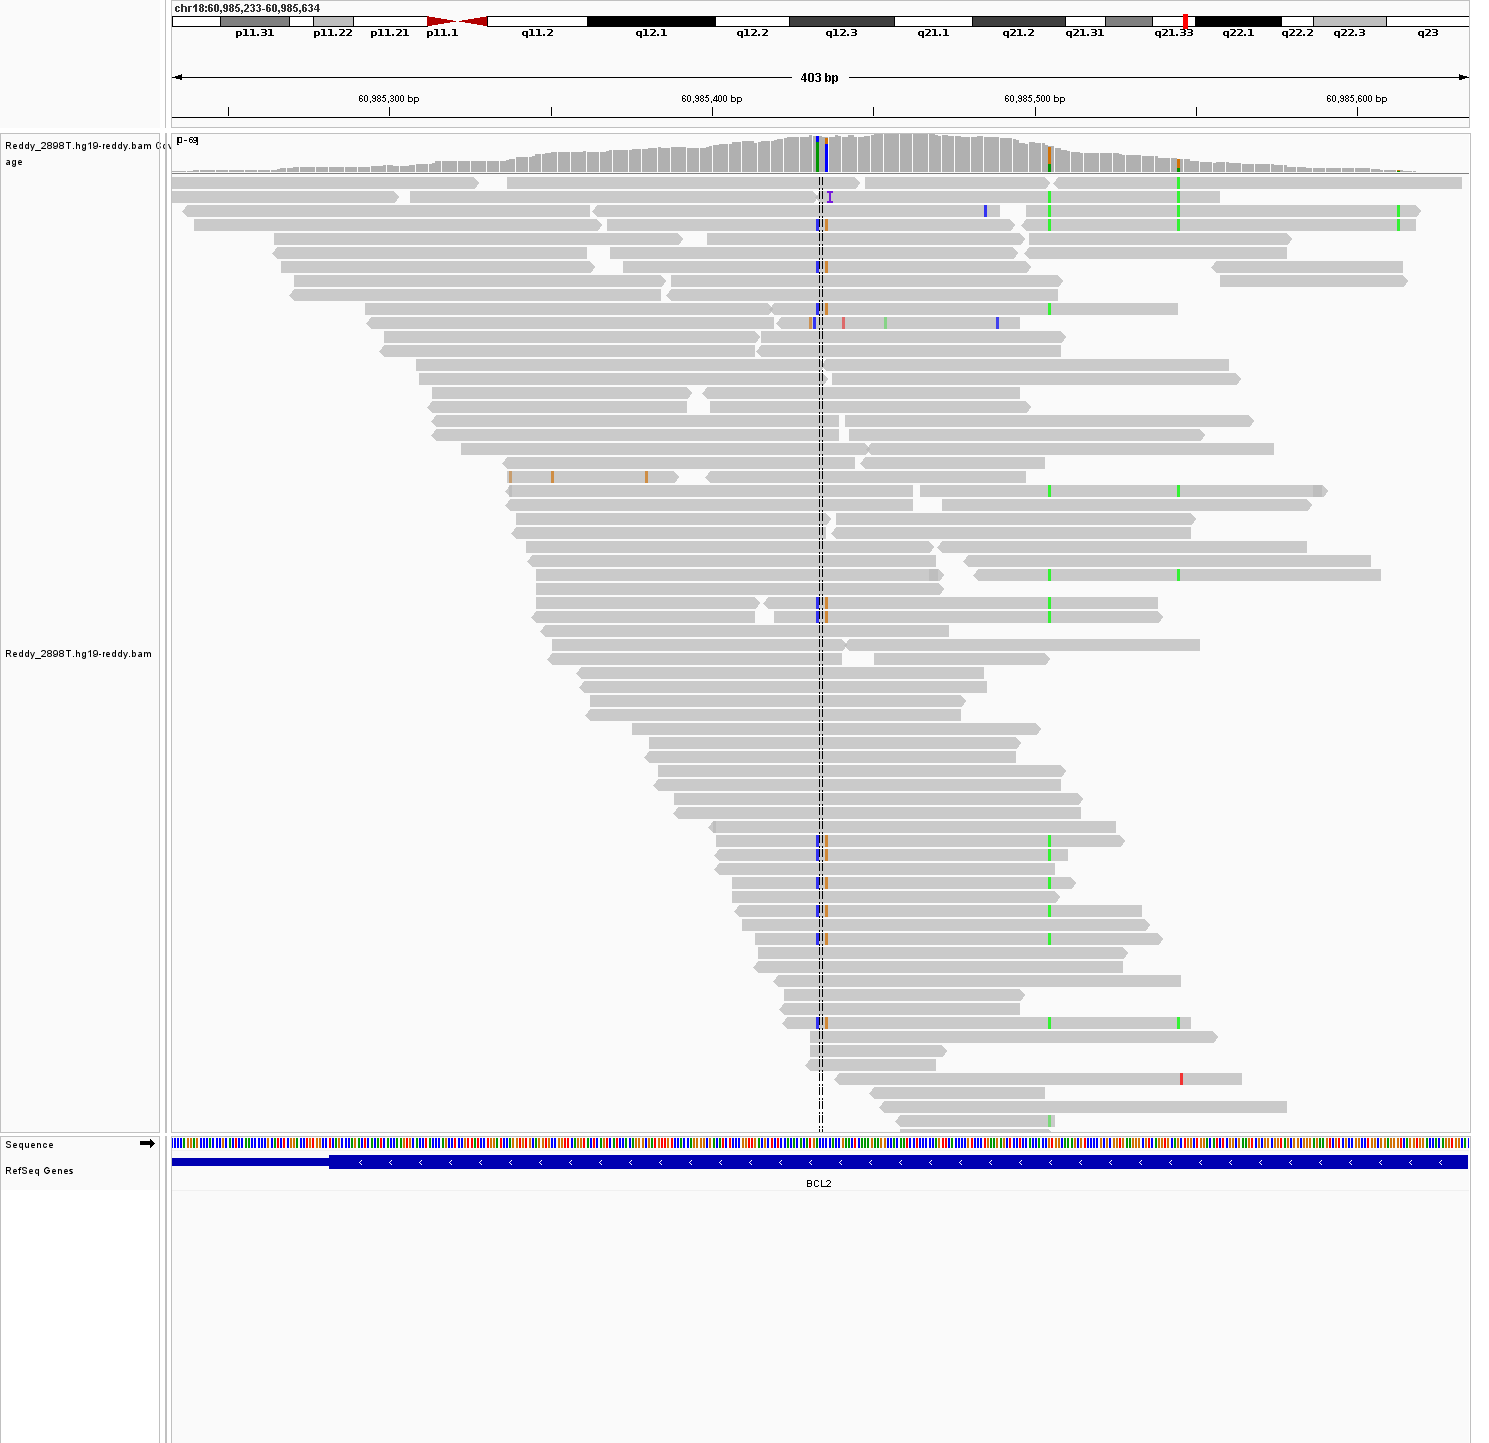 chr18:60,985,233-60,985,634
p11.31 p11.22 p11.21 p11.1 q11.2 q12.1 q12.2 q12.3 q21.1 q21.2 q21.31 q21.33 q22.1 q22.2 q22.3 q23
403 bp
60,985,300 bp 60,985,400 bp 60,985,500 bp 60,985,600 bp
Reddy_2898T.hg19-reddy.bam Cov
age
[0-69]
I
Reddy_2898T.hg19-reddy.bam
Sequence
RefSeq Genes
BCL2